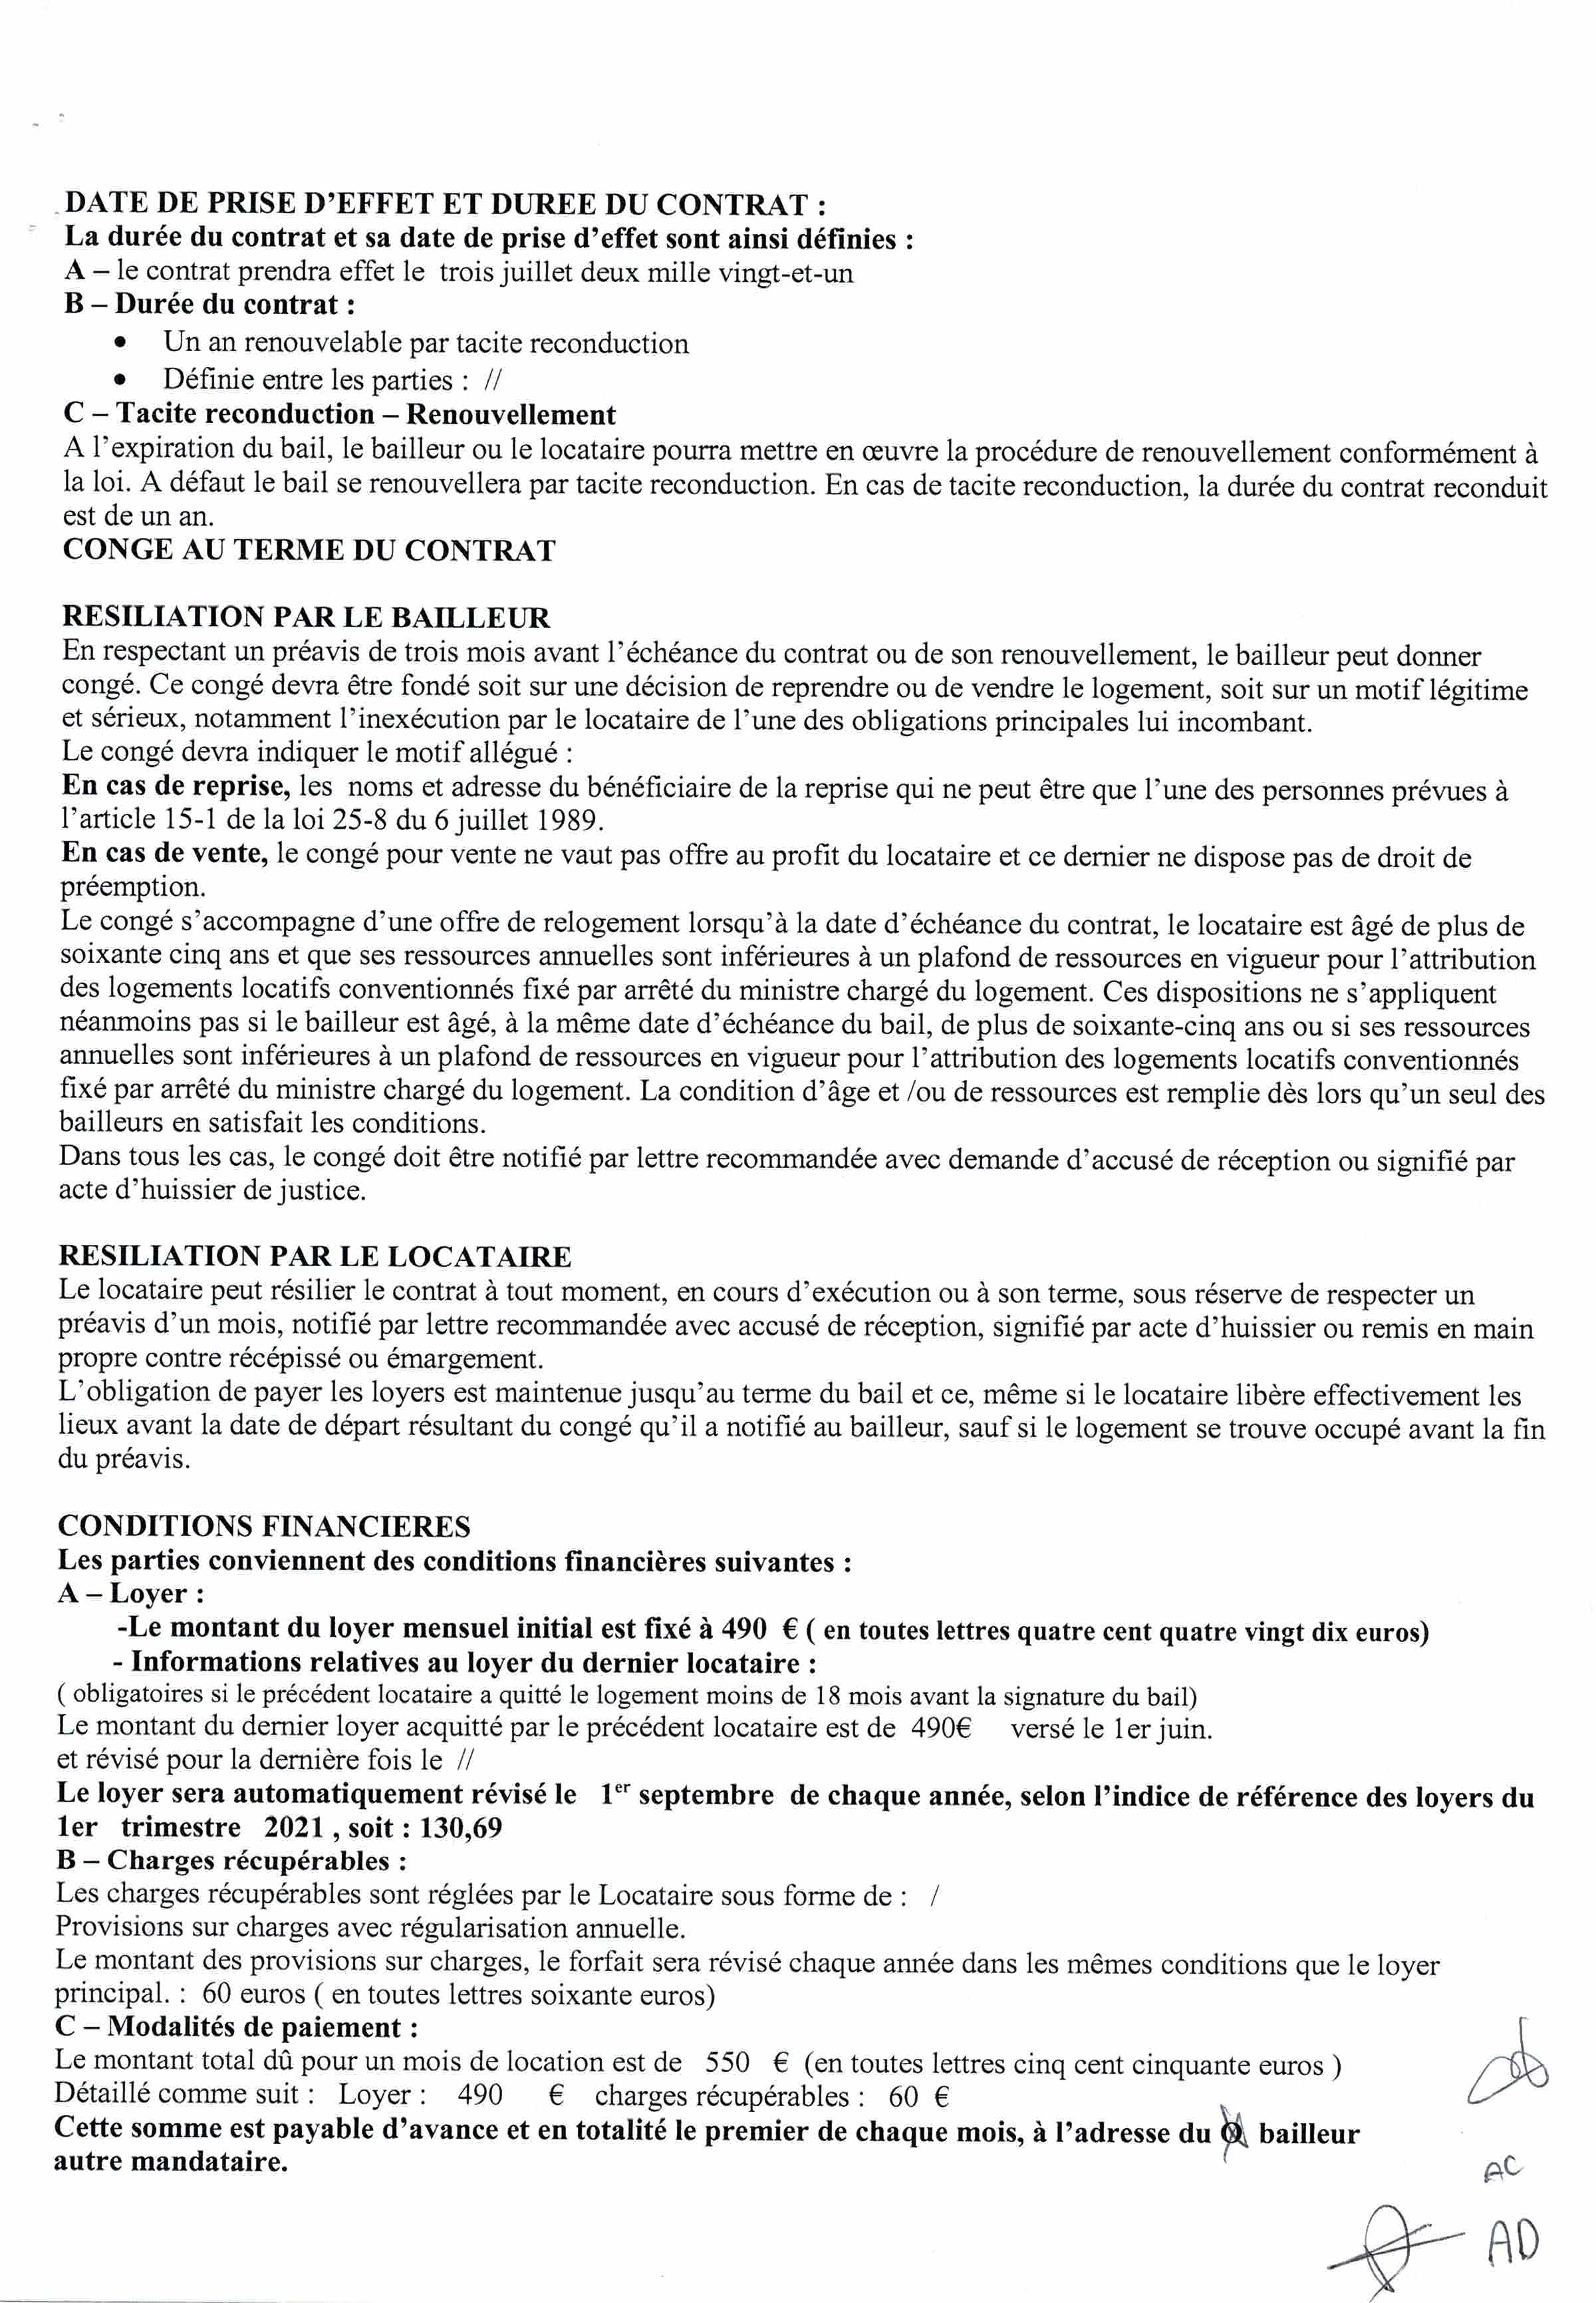 DATE DE PRISE D'EFFET ET DUREE DU CONTRAT :
La durée du contrat et sa date de prise d'effet sont ainsi définies :
A – le contrat prendra effet le trois juillet deux mille vingt-et-un
B – Durée du contrat :
• Un an renouvelable par tacite reconduction
• Définie entre les parties : //
C – Tacite reconduction – Renouvellement
A l'expiration du bail, le bailleur ou le locataire pourra mettre en œuvre la procédure de renouvellement conformément à
la loi. A défaut le bail se renouvellera par tacite reconduction. En cas de tacite reconduction, la durée du contrat reconduit
est de un an.
CONGE AU TERME DU CONTRAT
RESILIATION PAR LE BAILLEUR
En respectant un préavis de trois mois avant l'échéance du contrat ou de son renouvellement, le bailleur peut donner
congé. Ce congé devra être fondé soit sur une décision de reprendre ou de vendre le logement, soit sur un motif légitime
et sérieux, notamment l'inexécution par le locataire de l'une des obligations principales lui incombant.
Le congé devra indiquer le motif allégué :
En cas de reprise, les noms et adresse du bénéficiaire de la reprise qui ne peut être que l'une des personnes prévues à
l'article 15-1 de la loi 25-8 du 6 juillet 1989.
En cas de vente, le congé pour vente ne vaut pas offre au profit du locataire et ce dernier ne dispose pas de droit de
préemption.
Le congé s'accompagne d'une offre de relogement lorsqu'à la date d'échéance du contrat, le locataire est âgé de plus de
soixante cinq ans et que ses ressources annuelles sont inférieures à un plafond de ressources en vigueur pour l'attribution
des logements locatifs conventionnés fixé par arrêté du ministre chargé du logement. Ces dispositions ne s'appliquent
néanmoins pas si le bailleur est âgé, à la même date d'échéance du bail, de plus de soixante-cinq ans ou si ses ressources
annuelles sont inférieures à un plafond de ressources en vigueur pour l'attribution des logements locatifs conventionnés
fixé par arrêté du ministre chargé du logement. La condition d'âge et /ou de ressources est remplie dès lors qu'un seul des
bailleurs en satisfait les conditions.
Dans tous les cas, le congé doit être notifié par lettre recommandée avec demande d'accusé de réception ou signifié par
acte d'huissier de justice.
RESILIATION PAR LE LOCATAIRE
Le locataire peut résilier le contrat à tout moment, en cours d'exécution ou à son terme, sous réserve de respecter un
préavis d'un mois, notifié par lettre recommandée avec accusé de réception, signifié par acte d'huissier ou remis en main
propre contre récépissé ou émargement.
L'obligation de payer les loyers est maintenue jusqu'au terme du bail et ce, même si le locataire libère effectivement les
lieux avant la date de départ résultant du congé qu'il a notifié au bailleur, sauf si le logement se trouve occupé avant la fin
du préavis.
CONDITIONS FINANCIERES
Les parties conviennent des conditions financières suivantes :
A – Loyer :
-Le montant du loyer mensuel initial est fixé à 490 € ( en toutes lettres quatre cent quatre vingt dix euros)
- Informations relatives au loyer du dernier locataire :
( obligatoires si le précédent locataire a quitté le logement moins de 18 mois avant la signature du bail)
Le montant du dernier loyer acquitté par le précédent locataire est de 490€ versé le 1er juin.
et révisé pour la dernière fois le //
Le loyer sera automatiquement révisé le 1er septembre de chaque année, selon l'indice de référence des loyers du
1er trimestre 2021 , soit : 130,69
B – Charges récupérables :
Les charges récupérables sont réglées par le Locataire sous forme de : /
Provisions sur charges avec régularisation annuelle.
Le montant des provisions sur charges, le forfait sera révisé chaque année dans les mêmes conditions que le loyer
principal. : 60 euros ( en toutes lettres soixante euros)
C – Modalités de paiement :
Le montant total dû pour un mois de location est de 550 € (en toutes lettres cinq cent cinquante euros )
Détaillé comme suit : Loyer : 490 € charges récupérables : 60 €
Cette somme est payable d'avance et en totalité le premier de chaque mois, à l'adresse du bailleur
autre mandataire.
AC
AD